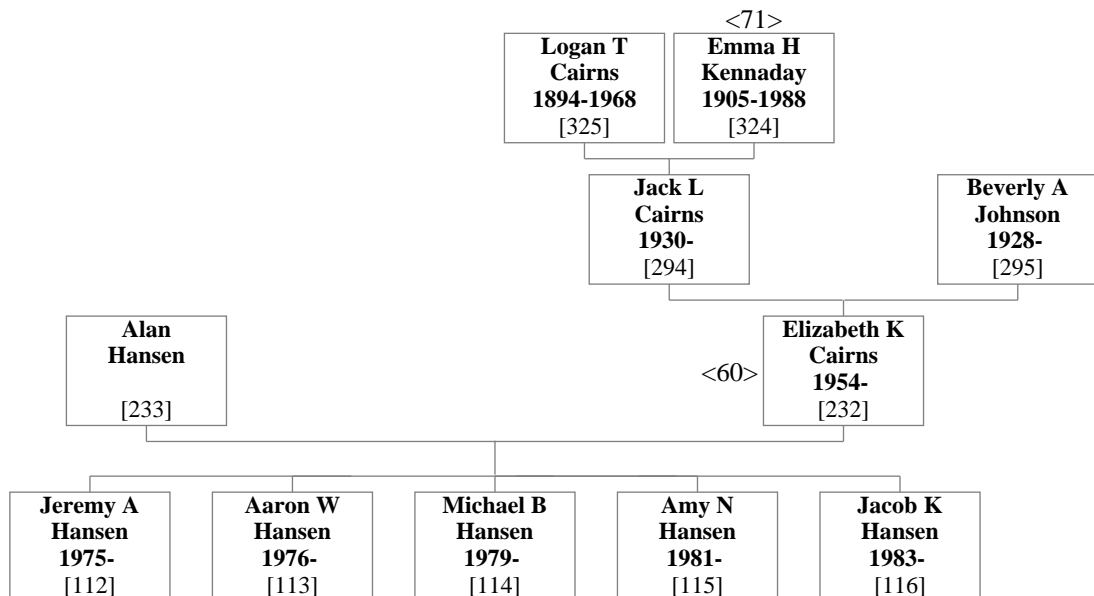 <71>
Logan T
Cairns
1894-1968
[325]
Emma H
Kennaday
1905-1988
[324]
Jack L
Cairns
1930-
[294]
Beverly A
Johnson
1928-
[295]
Alan
Hansen
[233]
<60>
Elizabeth K
Cairns
1954-
[232]
Jeremy A
Hansen
1975-
[112]
Aaron W
Hansen
1976-
[113]
Michael B
Hansen
1979-
[114]
Amy N
Hansen
1981-
[115]
Jacob K
Hansen
1983-
[116]